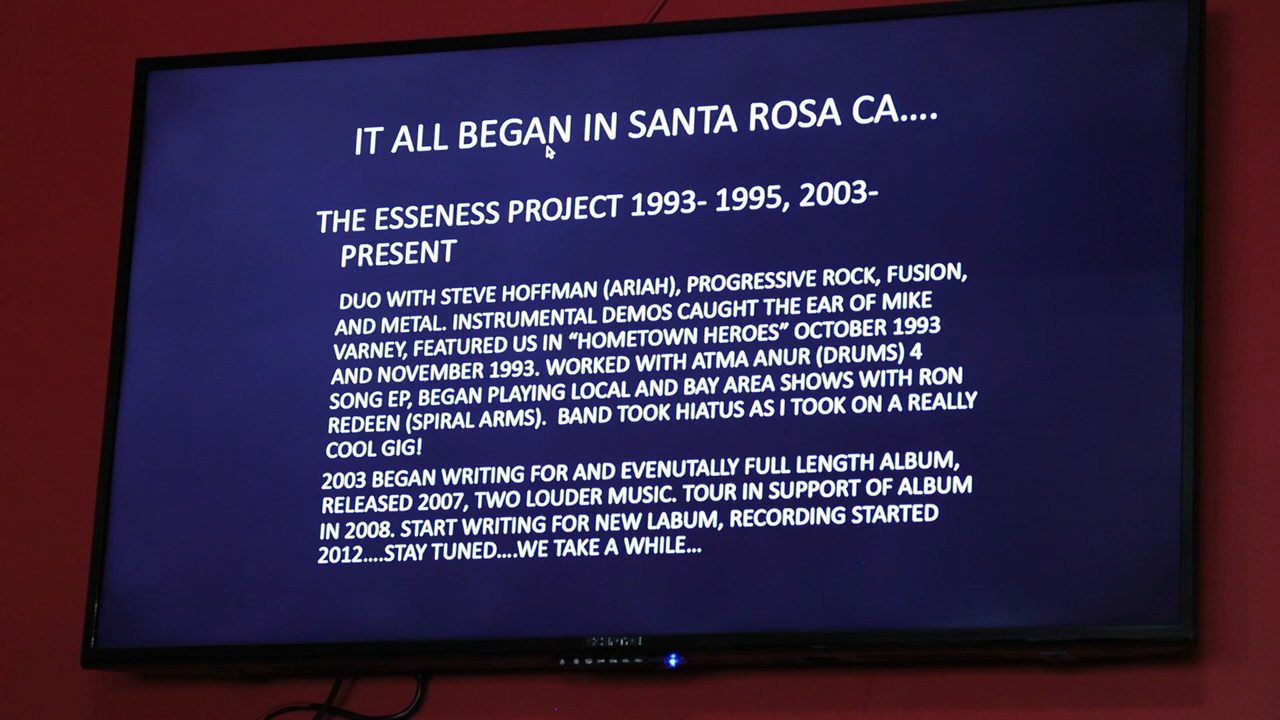 IT ALL BEGAN IN SANTA ROSA CA....
THE ESSENESS PROJECT 1993- 1995, 2003-
PRESENT
DUO WITH STEVE HOFFMAN (ARIAH), PROGRESSIVE ROCK, FUSION,
AND METAL. INSTRUMENTAL DEMOS CAUGHT THE EAR OF MIKE
VARNEY, FEATURED US IN “HOMETOWN HEROES” OCTOBER 1993
AND NOVEMBER 1993. WORKED WITH ATMA ANUR (DRUMS) 4
SONG EP, BEGAN PLAYING LOCAL AND BAY AREA SHOWS WITH RON
REDEEN (SPIRAL ARMS). BAND TOOK HIATUS AS I TOOK ON A REALLY
COOL GIG!
2003 BEGAN WRITING FOR AND EVENUTALLY FULL LENGTH ALBUM,
RELEASED 2007, TWO LOUDER MUSIC. TOUR IN SUPPORT OF ALBUM
IN 2008. START WRITING FOR NEW LABUM, RECORDING STARTED
2012....STAY TUNED....WE TAKE A WHILE...